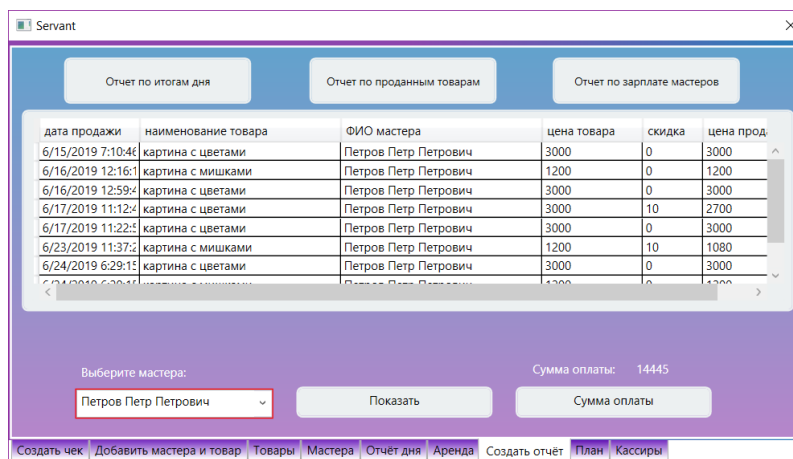 Servant
Отчет по итогам дня Отчет по проданным товарам Отчет по зарплате мастеров
дата продажи наименование товара ФИО мастера цена товара скидка цена прод
6/15/2019 7:10:46 картина с цветами Петров Петр Петрович 3000 0 3000
6/16/2019 12:16:1 картина с мишками Петров Петр Петрович 1200 0 1200
6/16/2019 12:59:4 картина с цветами Петров Петр Петрович 3000 0 3000
6/17/2019 11:12:4 картина с цветами Петров Петр Петрович 3000 10 2700
6/17/2019 11:22:5 картина с цветами Петров Петр Петрович 3000 0 3000
6/23/2019 11:37:2 картина с мишками Петров Петр Петрович 1200 10 1080
6/24/2019 6:29:15 картина с цветами Петров Петр Петрович 3000 0 3000
Выберите мастера: Сумма оплаты: 14445
Петров Петр Петрович Показать Сумма оплаты
Создать чек Добавить мастера и товар Товары Мастера Отчёт дня Аренда Создать отчёт План Кассиры